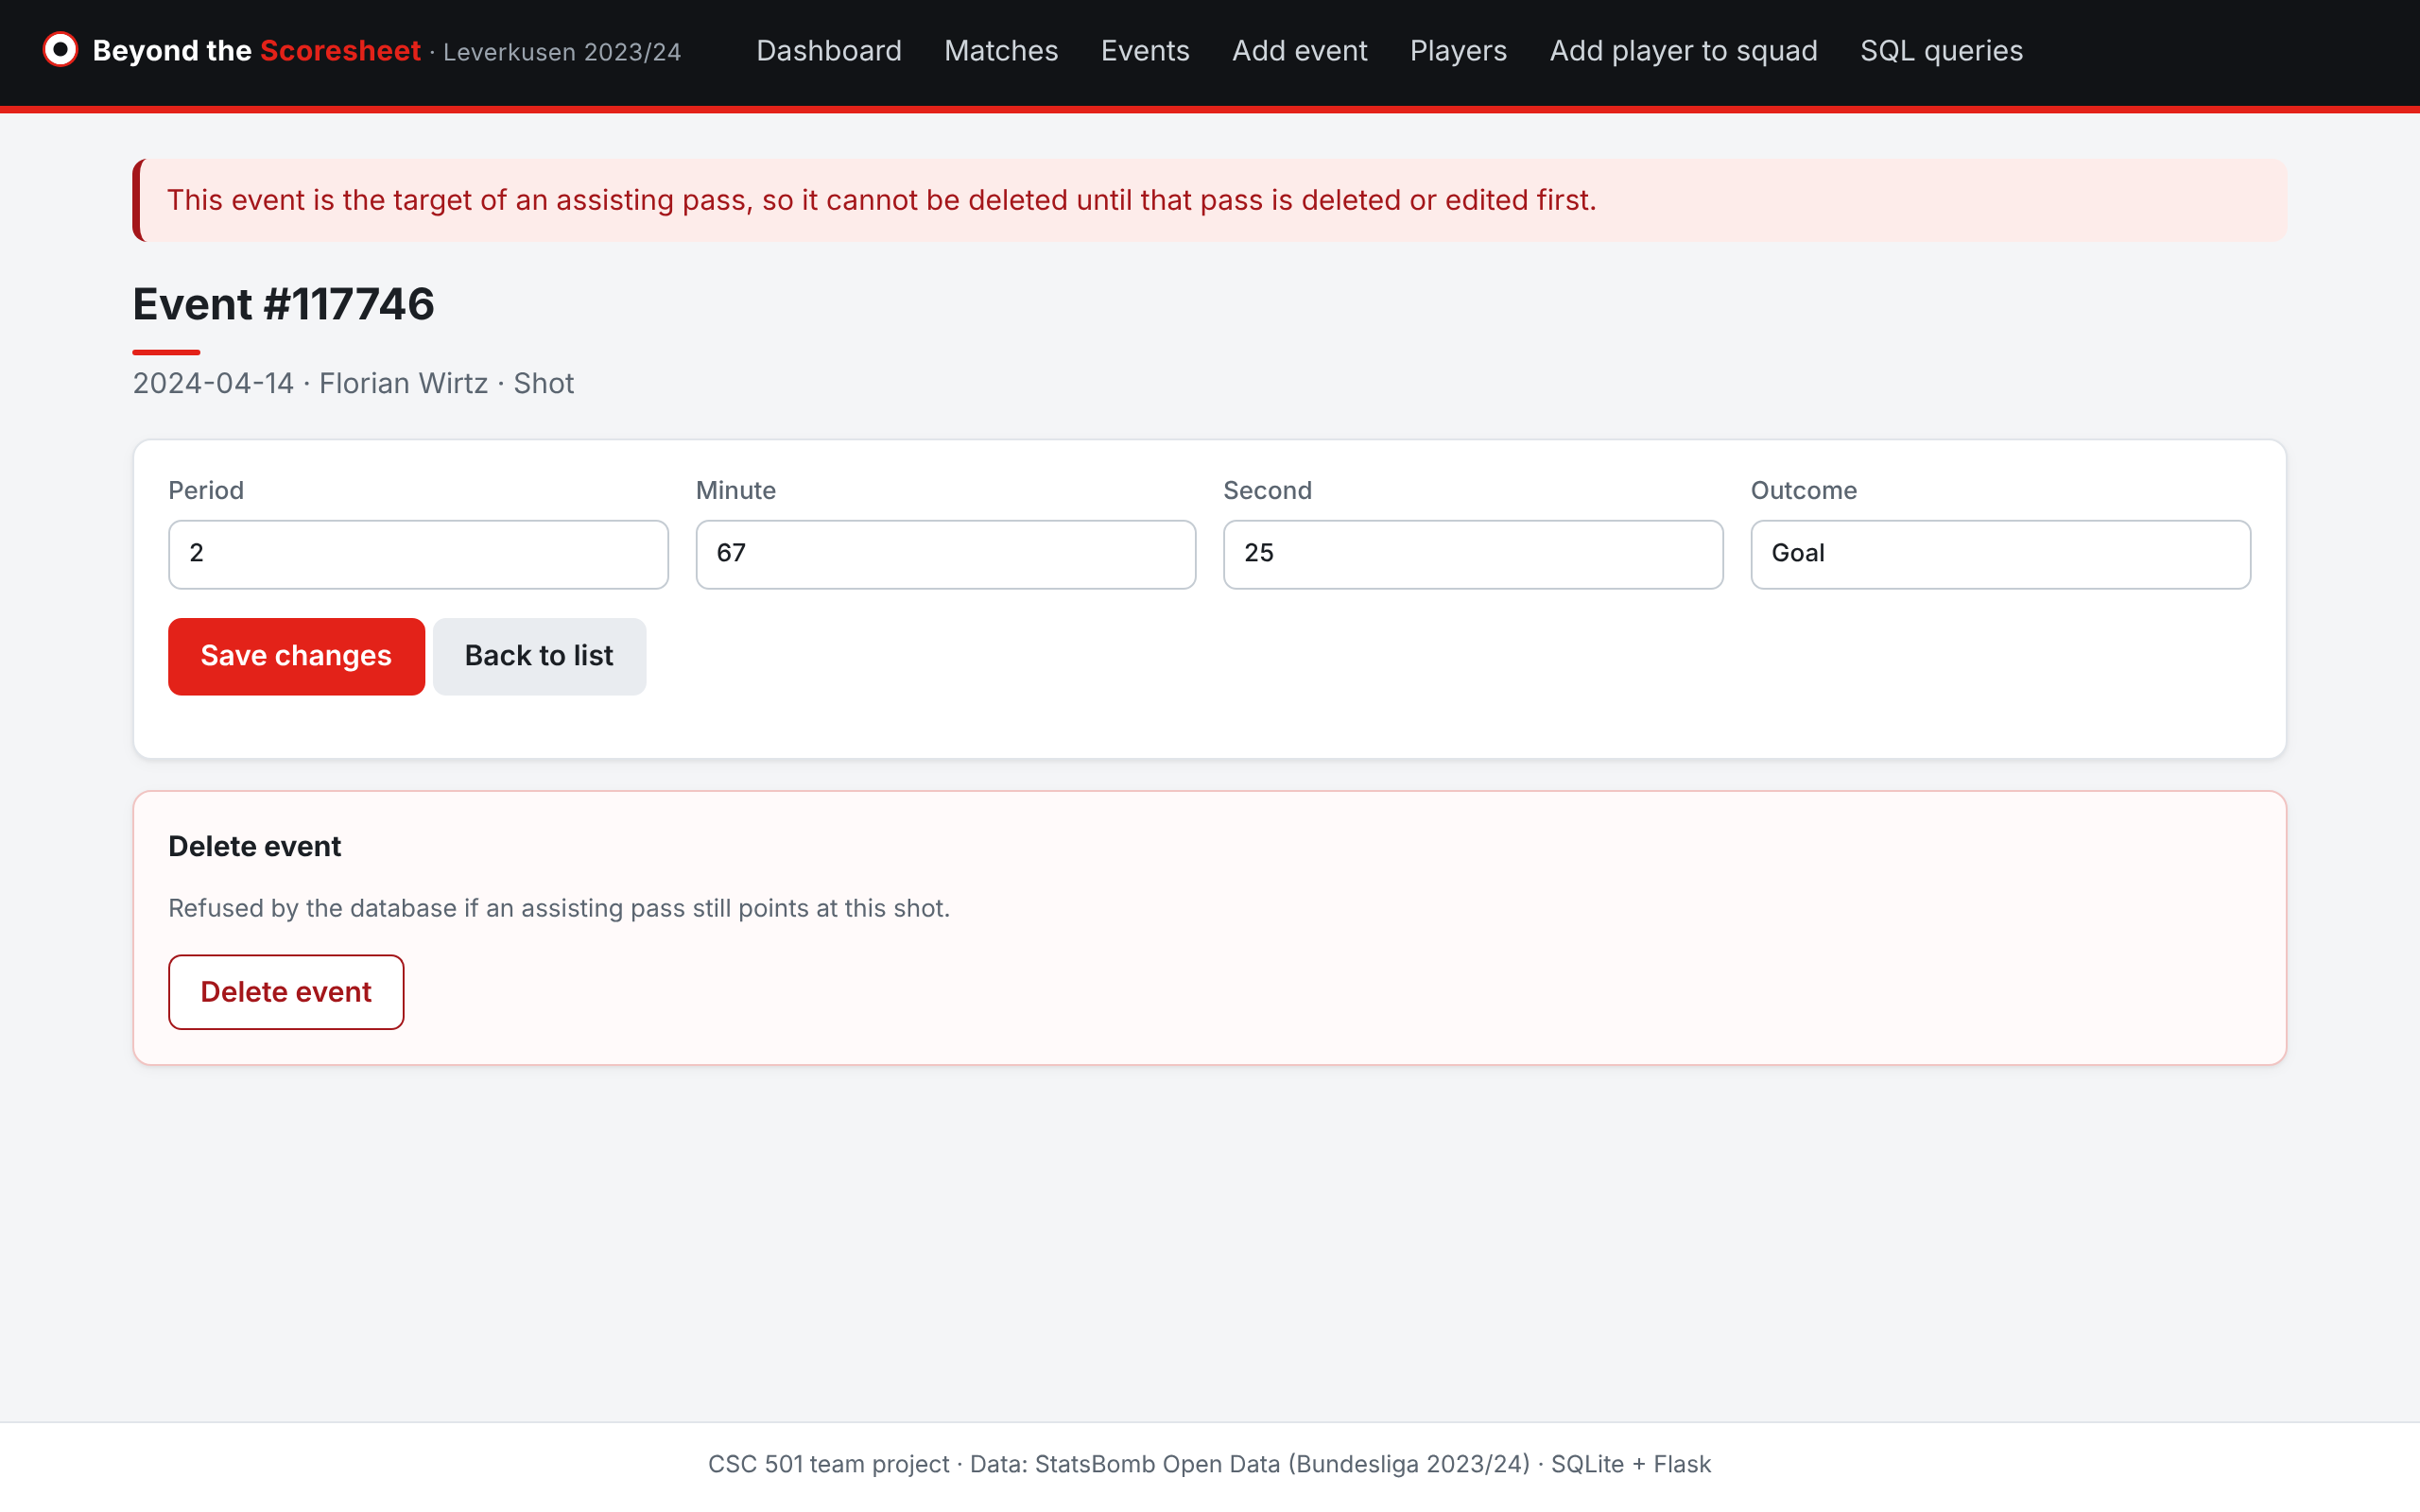 Beyond the Scoresheet · Leverkusen 2023/24 Dashboard Matches Events Add event Players Add player to squad SQL queries
This event is the target of an assisting pass, so it cannot be deleted until that pass is deleted or edited first.
Event #117746
2024-04-14 · Florian Wirtz · Shot
Period Minute Second Outcome
2 67 25 Goal
Save changes Back to list
Delete event
Refused by the database if an assisting pass still points at this shot.
Delete event
CSC 501 team project · Data: StatsBomb Open Data (Bundesliga 2023/24) · SQLite + Flask